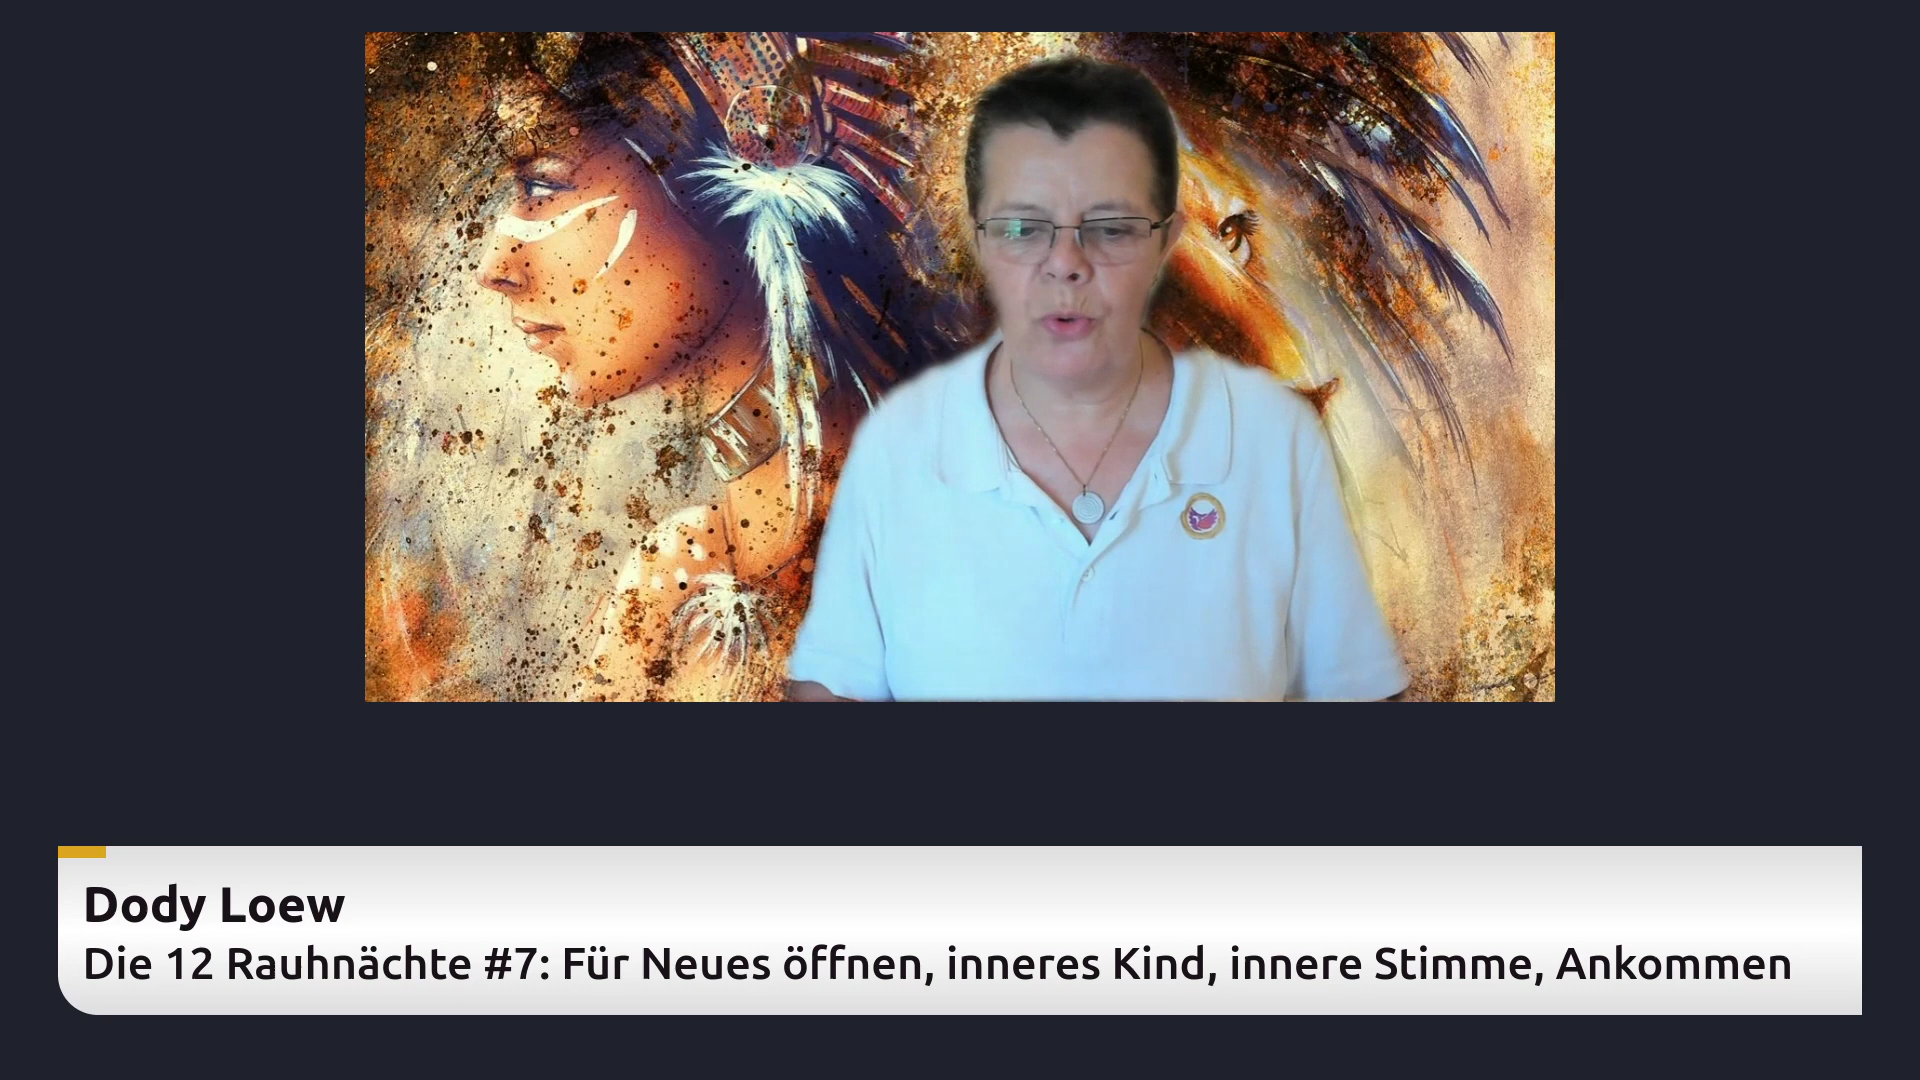 Dody Loew
Die 12 Rauhnächte #7: Für Neues öffnen, inneres Kind, innere Stimme, Ankommen